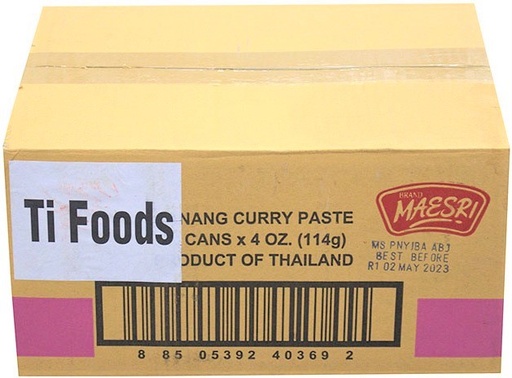 Ti Foods
NANG CURRY PASTE
CANS x 4 OZ. (114g)
ODUCT OF THAILAND
BRAND
MAESRI
MS PNYIBA ABJ
BEST BEFORE
R1 02 MAY 2023
8 85 05392 40369 2